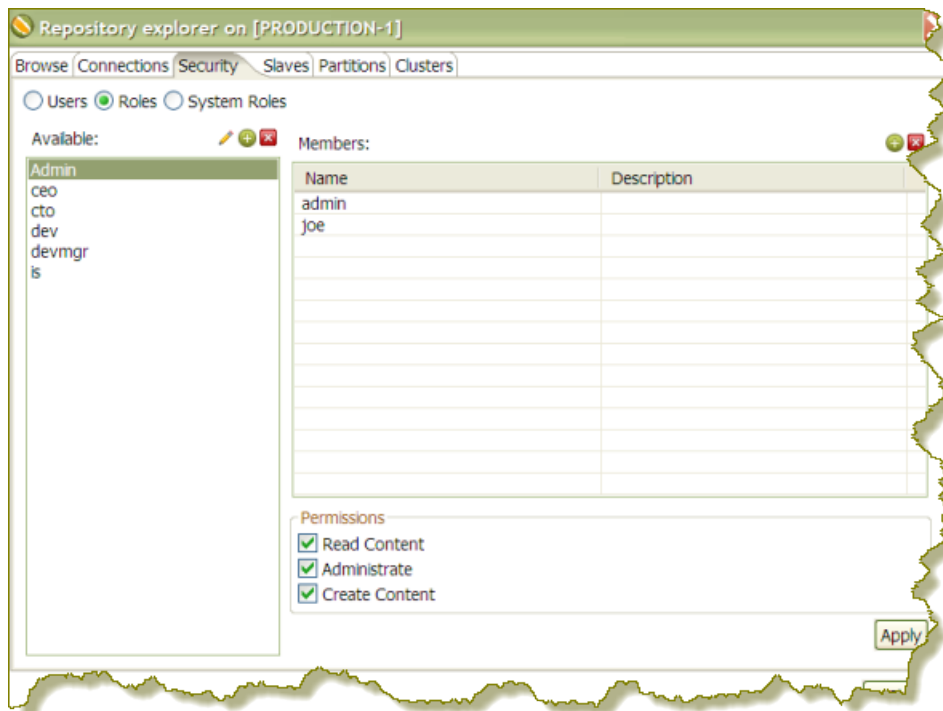 Repository explorer on [PRODUCTION-1]
Browse Connections Security Slaves Partitions Clusters
Users Roles System Roles
Available:
Admin
ceo
cto
dev
devmgr
is
Members:
Name Description
admin
joe
Permissions
Read Content
Administrate
Create Content
Apply